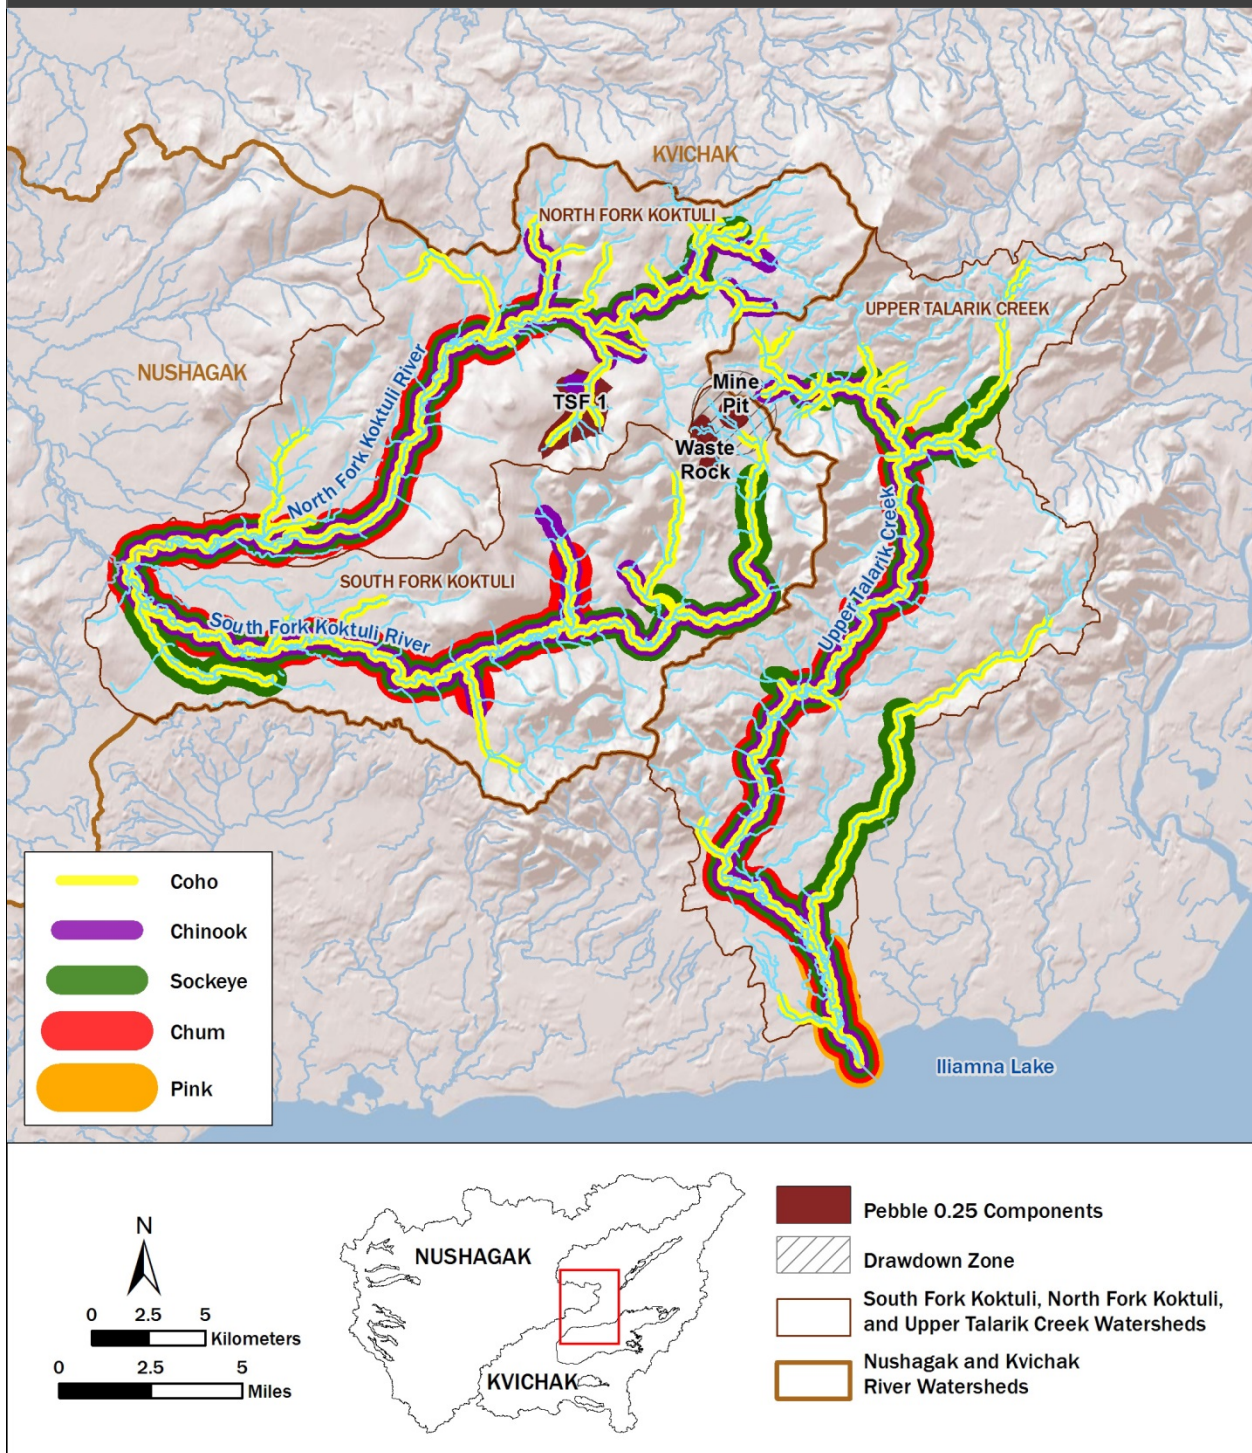 KVICHAK
NORTH FORK KOKTULI
UPPER TALARIK CREEK
NUSHAGAK
North Fork Koktuli River
TSF 1
Mine
Pit
Waste
Rock
SOUTH FORK KOKTULI
South Fork Koktuli River
Upper Talarik Creek
Iliamna Lake
Coho
Chinook
Sockeye
Chum
Pink
N
0 2.5 5
Kilometers
0 2.5 5
Miles
NUSHAGAK
KVICHAK
Pebble 0.25 Components
Drawdown Zone
South Fork Koktuli, North Fork Koktuli,
and Upper Talarik Creek Watersheds
Nushagak and Kvichak
River Watersheds